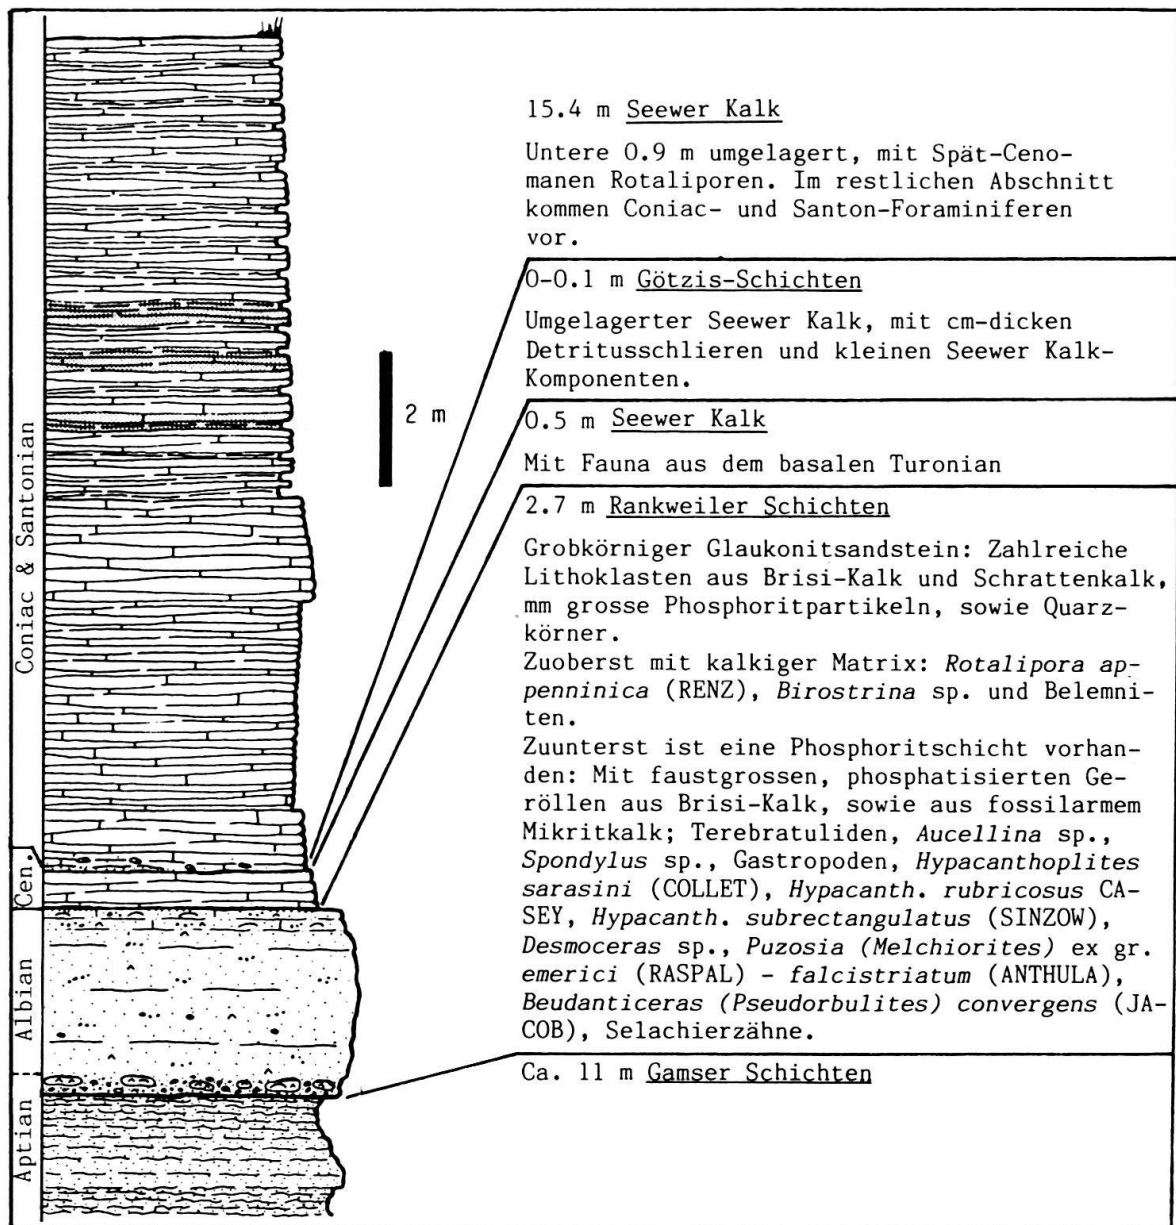 15.4 m Seewer Kalk
Untere 0.9 m umgelagert, mit Spät-Ceno-
manen Rotaliporen. Im restlichen Abschnitt
kommen Coniac- und Santon-Foraminiferen
vor.
0-0.1 m Götzis-Schichten
Umgelagerter Seewer Kalk, mit cm-dicken
Detritusschlieren und kleinen Seewer Kalk-
Komponenten.
2 m
0.5 m Seewer Kalk
Mit Fauna aus dem basalen Turonian
2.7 m Rankweiler Schichten
Grobkörniger Glaukonitsandstein: Zahlreiche
Lithoklasten aus Brisi-Kalk und Schrattenkalk,
mm grosse Phosphoritpartikeln, sowie Quarz-
körner.
Zuoberst mit kalkiger Matrix: Rotalipora ap-
penninica (RENZ), Birostrina sp. und Belemni-
ten.
Zuunterst ist eine Phosphoritschicht vorhan-
den: Mit faustgrossen, phosphatisierten Ge-
röllen aus Brisi-Kalk, sowie aus fossilarmem
Mikritkalk; Terebratuliden, Aucellina sp.,
Spondylus sp., Gastropoden, Hypacanthoplites
sarasini (COLLET), Hypacanth. rubricosus CA-
SEY, Hypacanth. subrectangulatus (SINZOW),
Desmoceras sp., Puzosia (Melchiorites) ex gr.
emerici (RASPAL) - falcistriatum (ANTHULA),
Beudanticeras (Pseudorbulites) convergens (JA-
COB), Selachierzähne.
Ca. 11 m Gamser Schichten
Coniac & Santonian
Cen.
Albian
Aptian